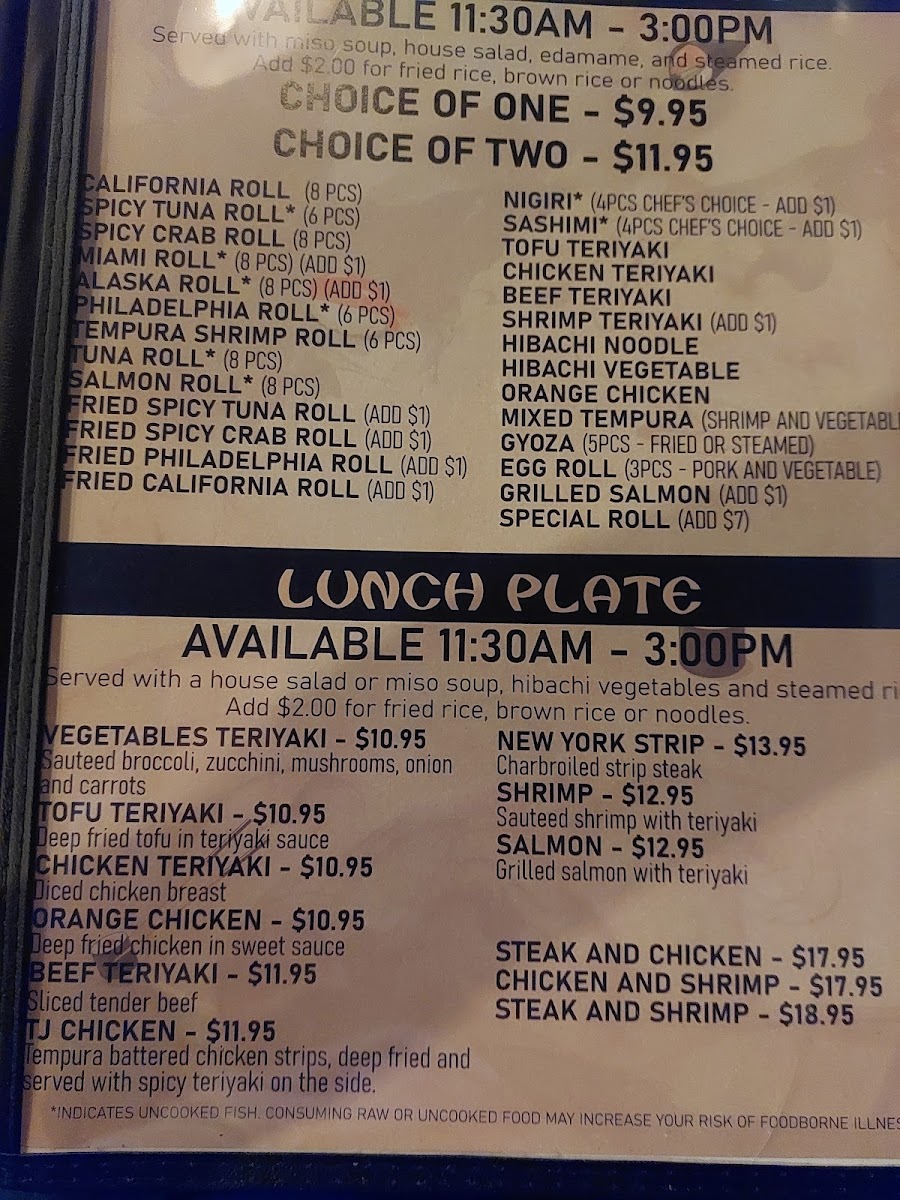 AVAILABLE 11:30AM - 3:00PM
Served with miso soup, house salad, edamame, and steamed rice.
Add $2.00 for fried rice, brown rice or noodles.
CHOICE OF ONE - $9.95
CHOICE OF TWO - $11.95
CALIFORNIA ROLL (8 PCS)
SPICY TUNA ROLL* (6 PCS)
SPICY CRAB ROLL (8 PCS)
MIAMI ROLL* (8 PCS) (ADD $1)
ALASKA ROLL* (8 PCS) (ADD $1)
PHILADELPHIA ROLL* (6 PCS)
TEMPURA SHRIMP ROLL (6 PCS)
TUNA ROLL* (8 PCS)
SALMON ROLL* (8 PCS)
FRIED SPICY TUNA ROLL (ADD $1)
FRIED SPICY CRAB ROLL (ADD $1)
FRIED PHILADELPHIA ROLL (ADD $1)
FRIED CALIFORNIA ROLL (ADD $1)
NIGIRI* (4PCS CHEF'S CHOICE - ADD $1)
SASHIMI* (4PCS CHEF'S CHOICE - ADD $1)
TOFU TERIYAKI
CHICKEN TERIYAKI
BEEF TERIYAKI
SHRIMP TERIYAKI (ADD $1)
HIBACHI NOODLE
HIBACHI VEGETABLE
ORANGE CHICKEN
MIXED TEMPURA (SHRIMP AND VEGETABL
GYOZA (5PCS - FRIED OR STEAMED)
EGG ROLL (3PCS - PORK AND VEGETABLE)
GRILLED SALMON (ADD $1)
SPECIAL ROLL (ADD $7)
LUNCH PLATE
AVAILABLE 11:30AM - 3:00PM
Served with a house salad or miso soup, hibachi vegetables and steamed ri
Add $2.00 for fried rice, brown rice or noodles.
VEGETABLES TERIYAKI - $10.95
Sauteed broccoli, zucchini, mushrooms, onion
and carrots
TOFU TERIYAKI - $10.95
Deep fried tofu in teriyaki sauce
CHICKEN TERIYAKI - $10.95
Diced chicken breast
ORANGE CHICKEN - $10.95
Deep fried chicken in sweet sauce
BEEF TERIYAKI - $11.95
Sliced tender beef
TJ CHICKEN - $11.95
Tempura battered chicken strips, deep fried and
served with spicy teriyaki on the side.
NEW YORK STRIP - $13.95
Charbroiled strip steak
SHRIMP - $12.95
Sauteed shrimp with teriyaki
SALMON - $12.95
Grilled salmon with teriyaki
STEAK AND CHICKEN - $17.95
CHICKEN AND SHRIMP - $17.95
STEAK AND SHRIMP - $18.95
*INDICATES UNCOOKED FISH. CONSUMING RAW OR UNCOOKED FOOD MAY INCREASE YOUR RISK OF FOODBORNE ILLNES